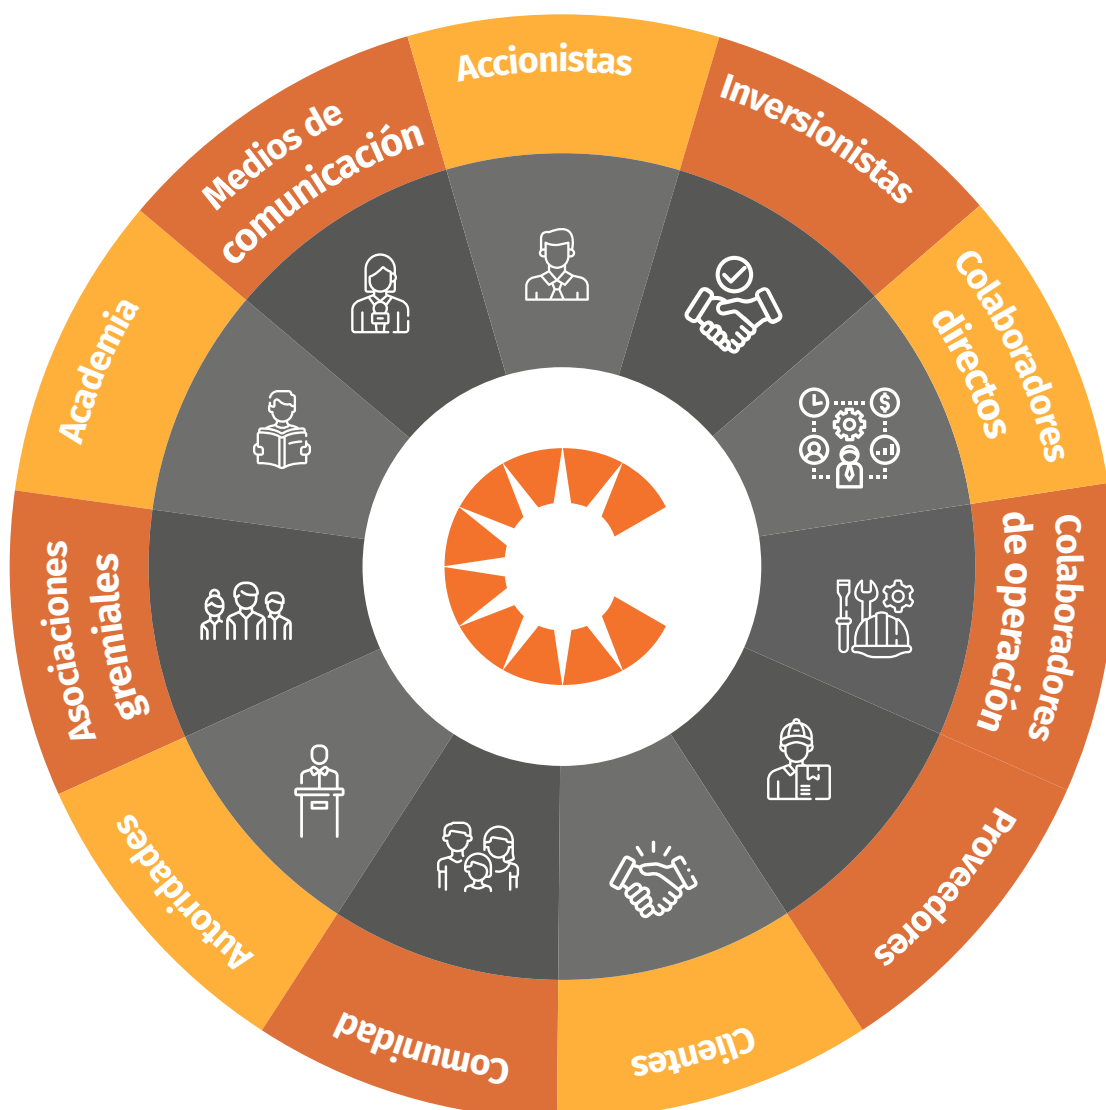 Accionistas
Inversionistas
Colaboradores
directos
Colaboradores
de operación
Proveedores
Clientes
Comunidad
Autoridades
Asociaciones
gremiales
Academia
Medios de
comunicación
$